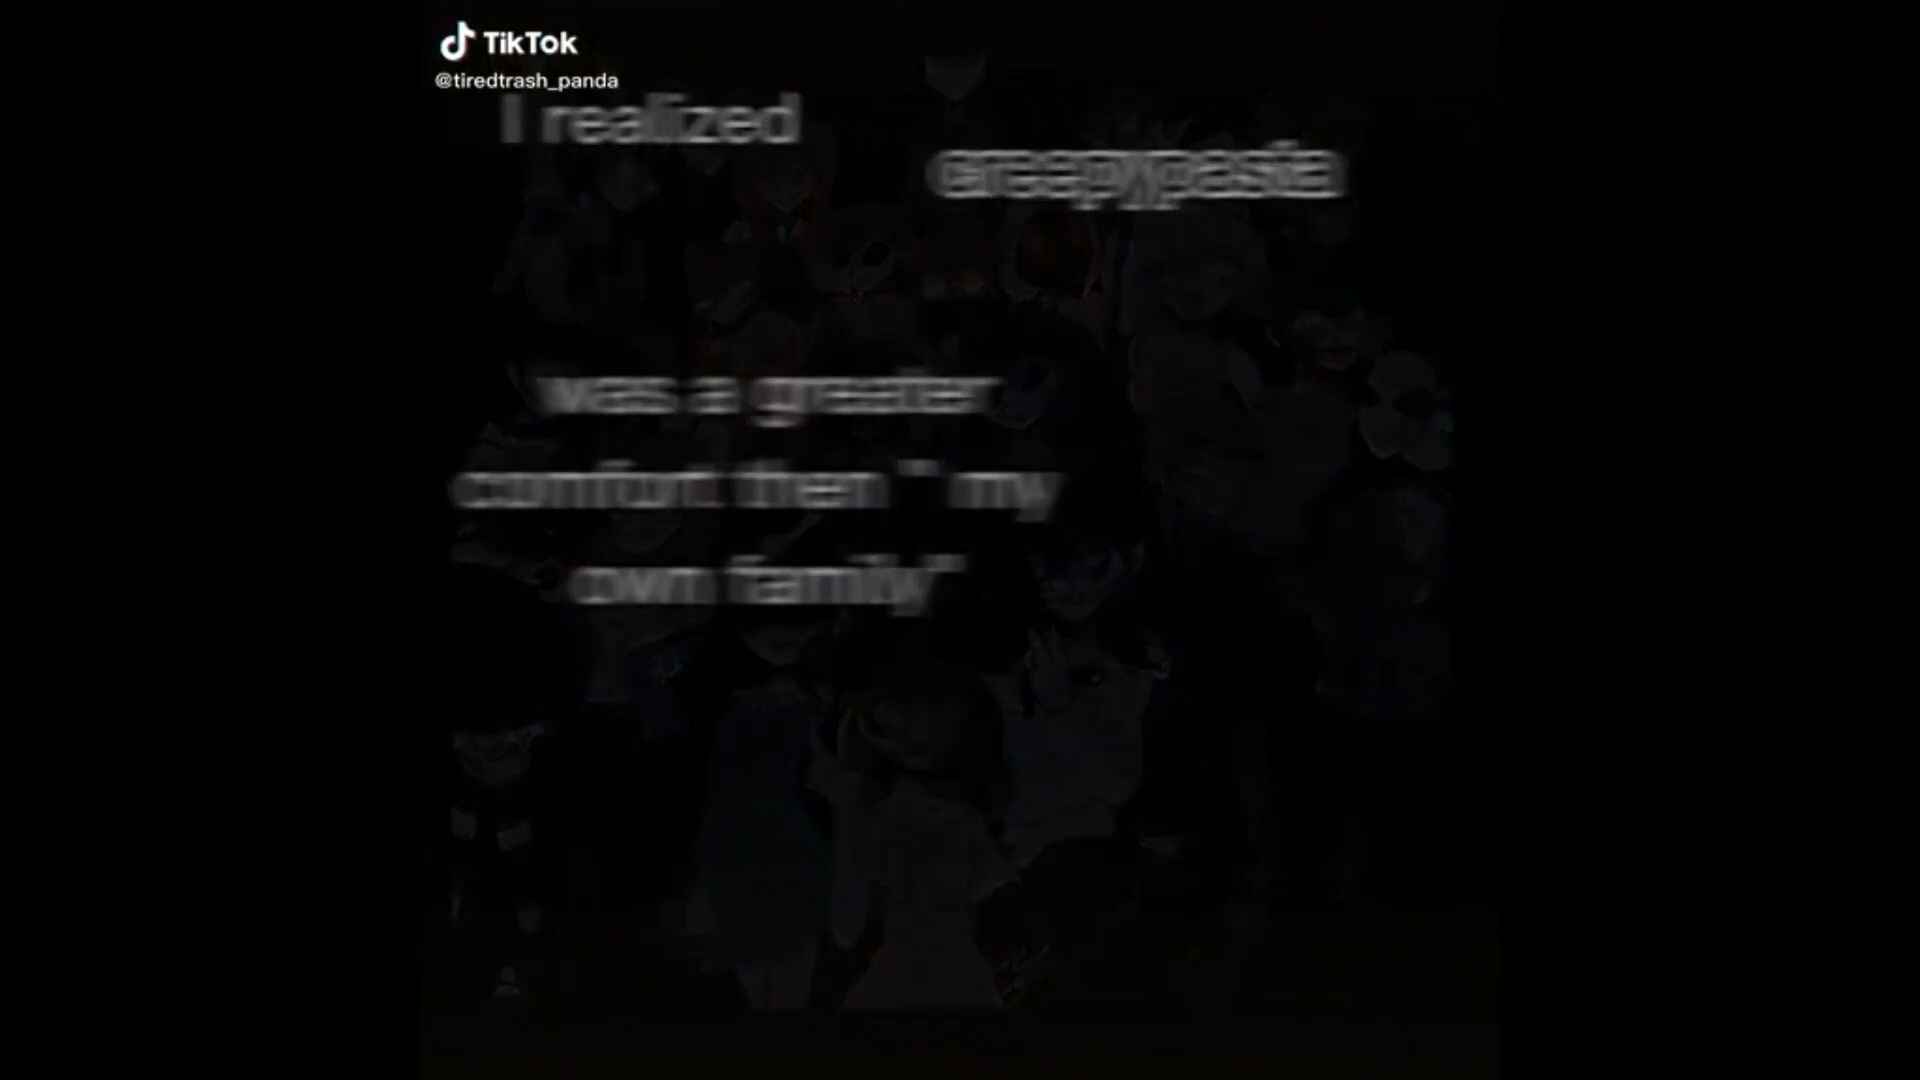 TikTok
@tiredtrash_panda
I realized
creepypasta
was a greater
comfort then " my
own family"